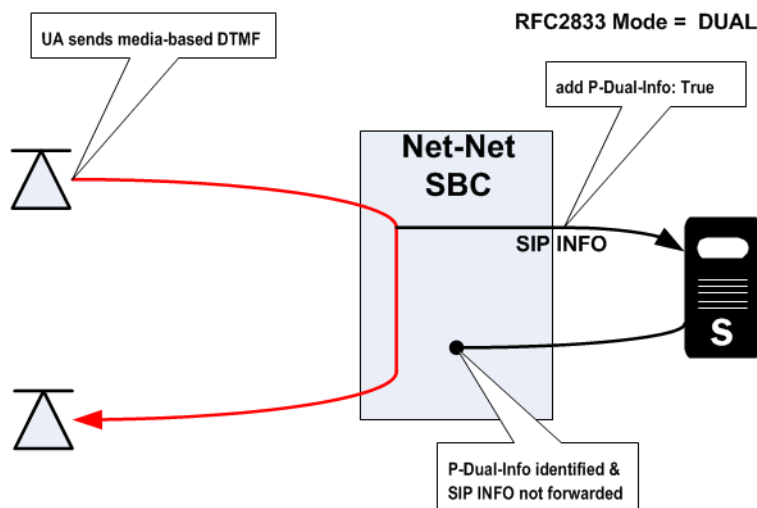 RFC2833 Mode = DUAL
UA sends media-based DTMF
add P-Dual-Info: True
Net-Net
SBC
SIP INFO
S
P-Dual-Info identified &
SIP INFO not forwarded